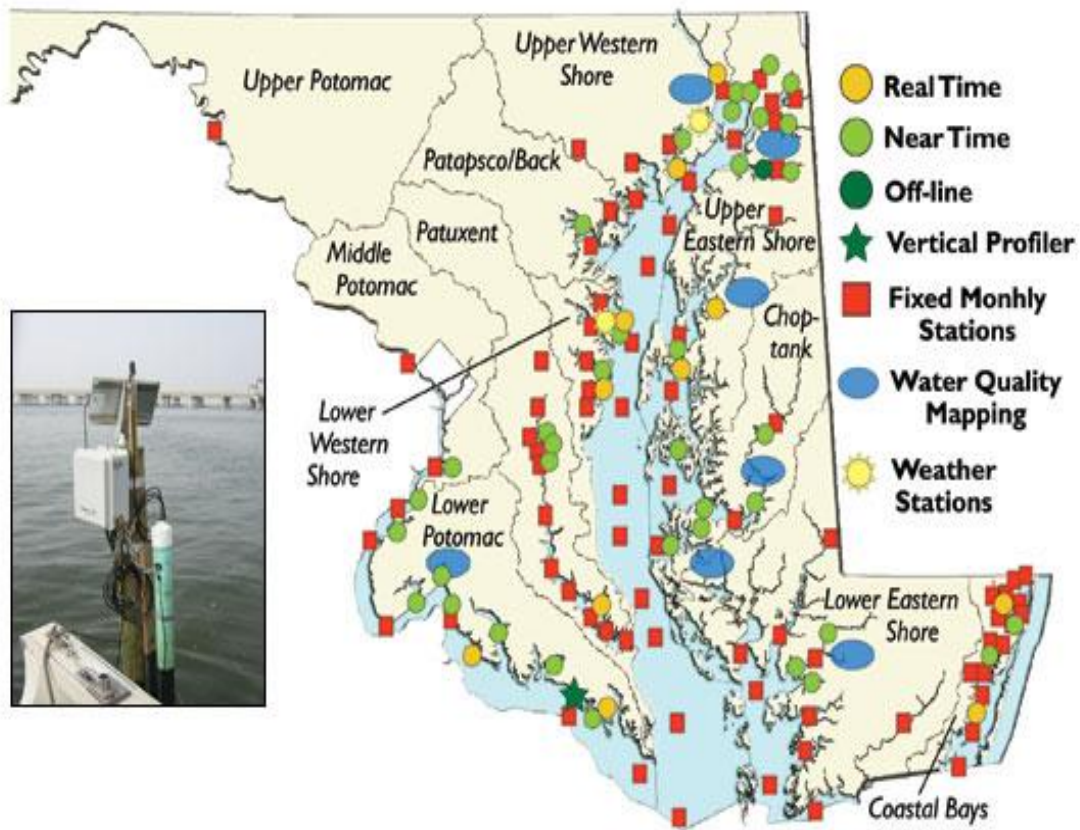 Upper Western
Shore
Upper Potomac
Patapsco/Back
Patuxent
Middle
Potomac
Upper
Eastern Shore
Chop-
tank
Lower
Western
Shore
Lower
Potomac
Lower Eastern
Shore
Coastal Bays
Real Time
Near Time
Off-line
Vertical Profiler
Fixed Monhly
Stations
Water Quality
Mapping
Weather
Stations